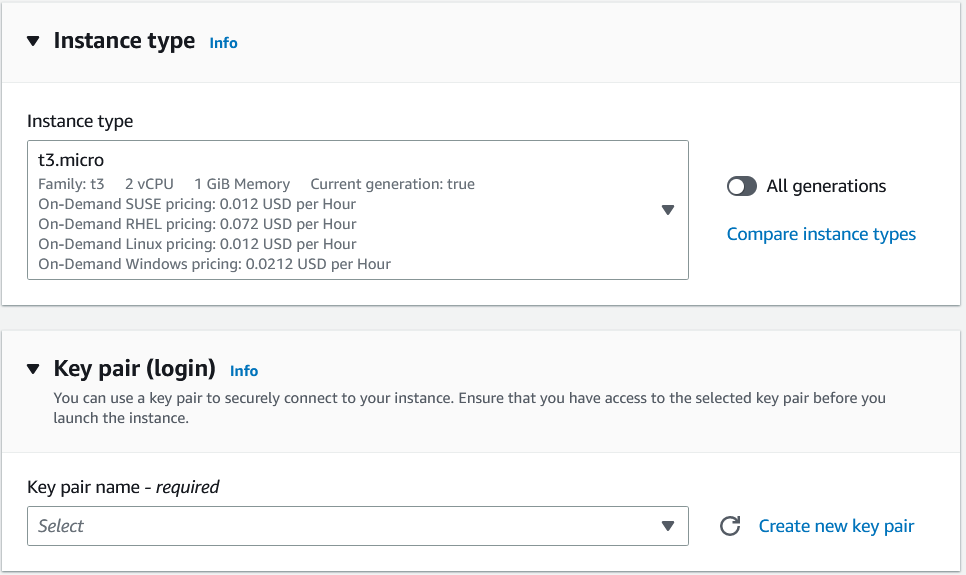 Instance type Info
Instance type
t3.micro
Family: t3 2 vCPU 1 GiB Memory Current generation: true
On-Demand SUSE pricing: 0.012 USD per Hour
On-Demand RHEL pricing: 0.072 USD per Hour
On-Demand Linux pricing: 0.012 USD per Hour
On-Demand Windows pricing: 0.0212 USD per Hour
All generations
Compare instance types
Key pair (login) Info
You can use a key pair to securely connect to your instance. Ensure that you have access to the selected key pair before you
launch the instance.
Key pair name - required
Select
Create new key pair